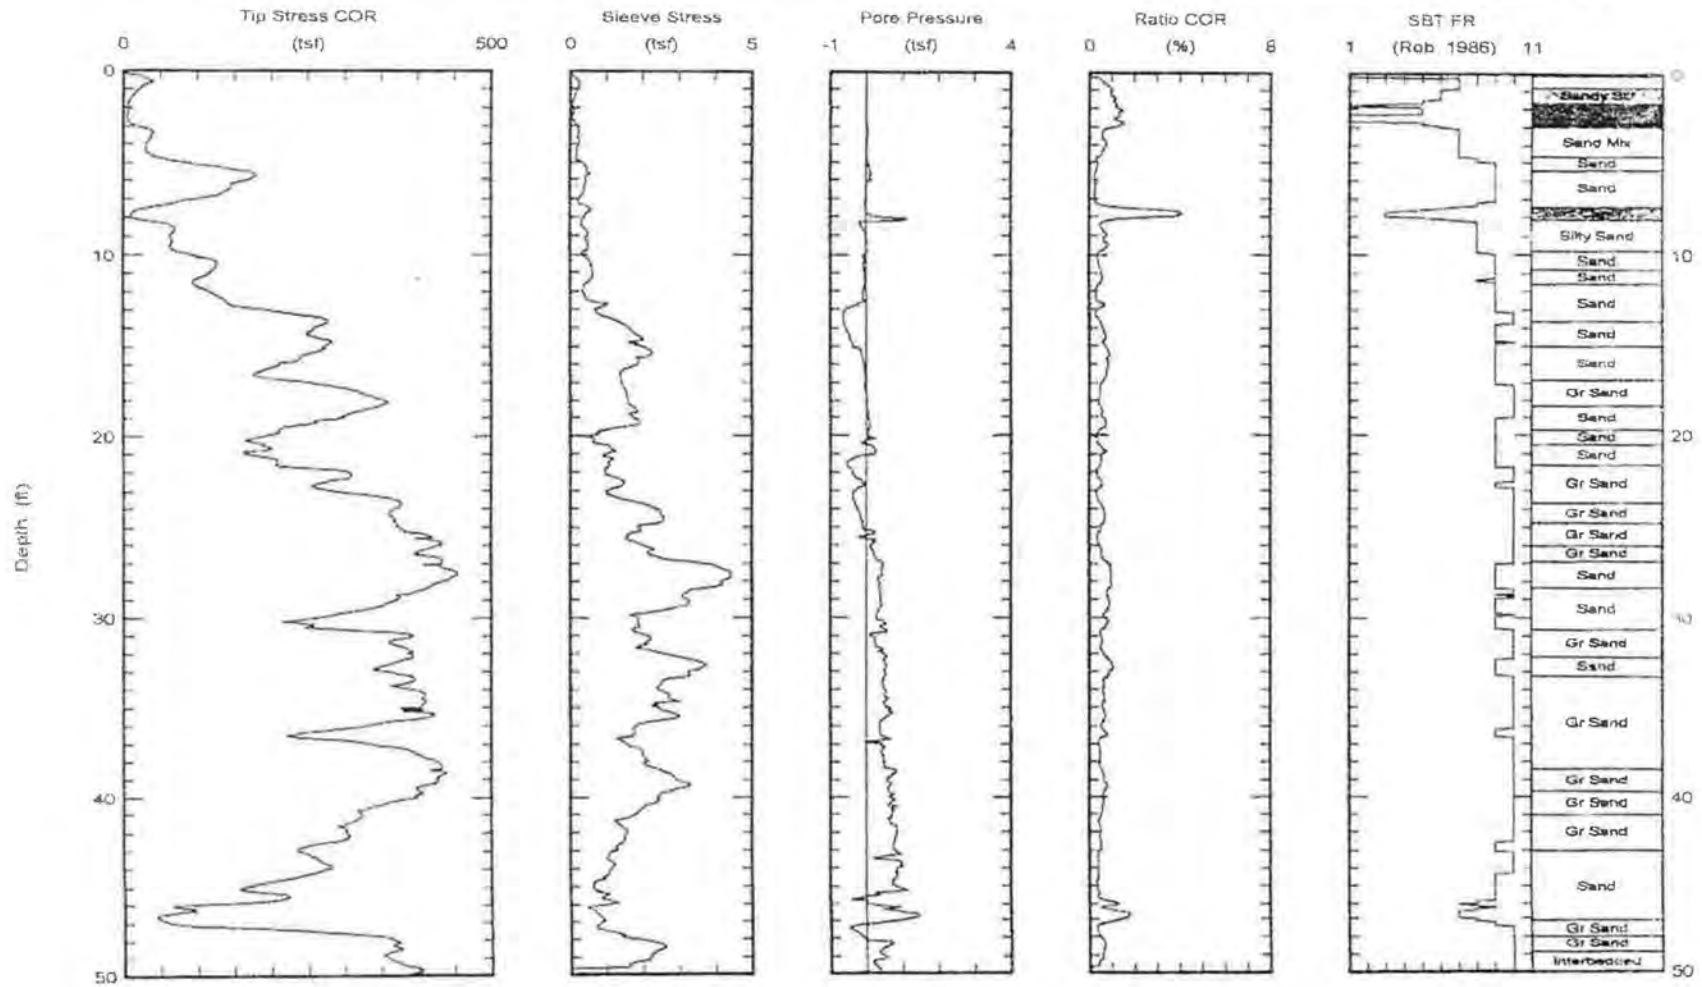 Tip Stress COR
(tsf)
0 500
Sleeve Stress
(tsf)
0 5
Pore Pressure
(tsf)
-1 4
Ratio COR
(%)
0 8
SBT FR
(Rob. 1986)
1 11
Depth (ft)
0
10
20
30
40
50
Sandy Silt
Sand Mix
Sand
Sand
Silty Sand
Sand
Sand
Sand
Sand
Sand
Gr Sand
Sand
Sand
Sand
Gr Sand
Gr Sand
Gr Sand
Gr Sand
Sand
Sand
Gr Sand
Sand
Gr Sand
Gr Sand
Gr Sand
Gr Sand
Sand
Gr Sand
Gr Sand
Interbedded
0
10
20
40
50